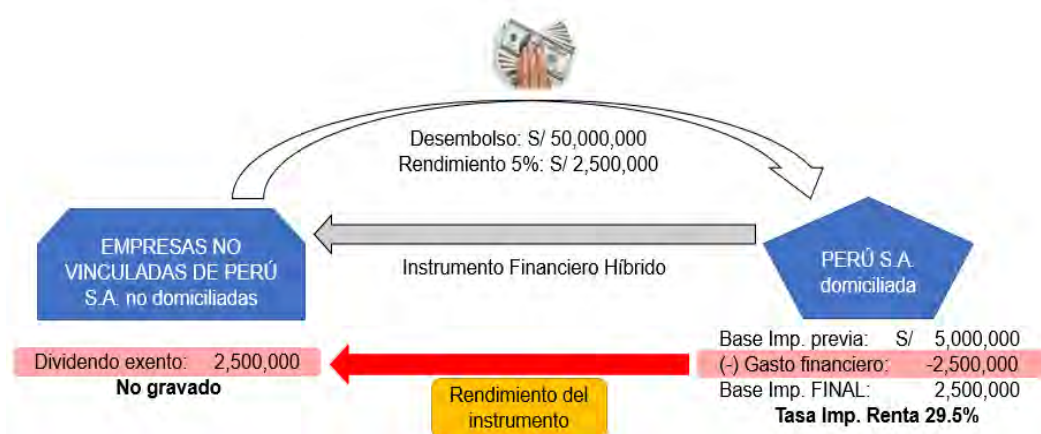 Desembolso: S/ 50,000,000
Rendimiento 5%: S/ 2,500,000
EMPRESAS NO
VINCULADAS DE PERÚ
S.A. no domiciliadas
Instrumento Financiero Híbrido
PERÚ S.A.
domiciliada
Dividendo exento: 2,500,000
No gravado
Rendimiento del
instrumento
Base Imp. previa: S/ 5,000,000
(-) Gasto financiero: -2,500,000
Base Imp. FINAL: 2,500,000
Tasa Imp. Renta 29.5%